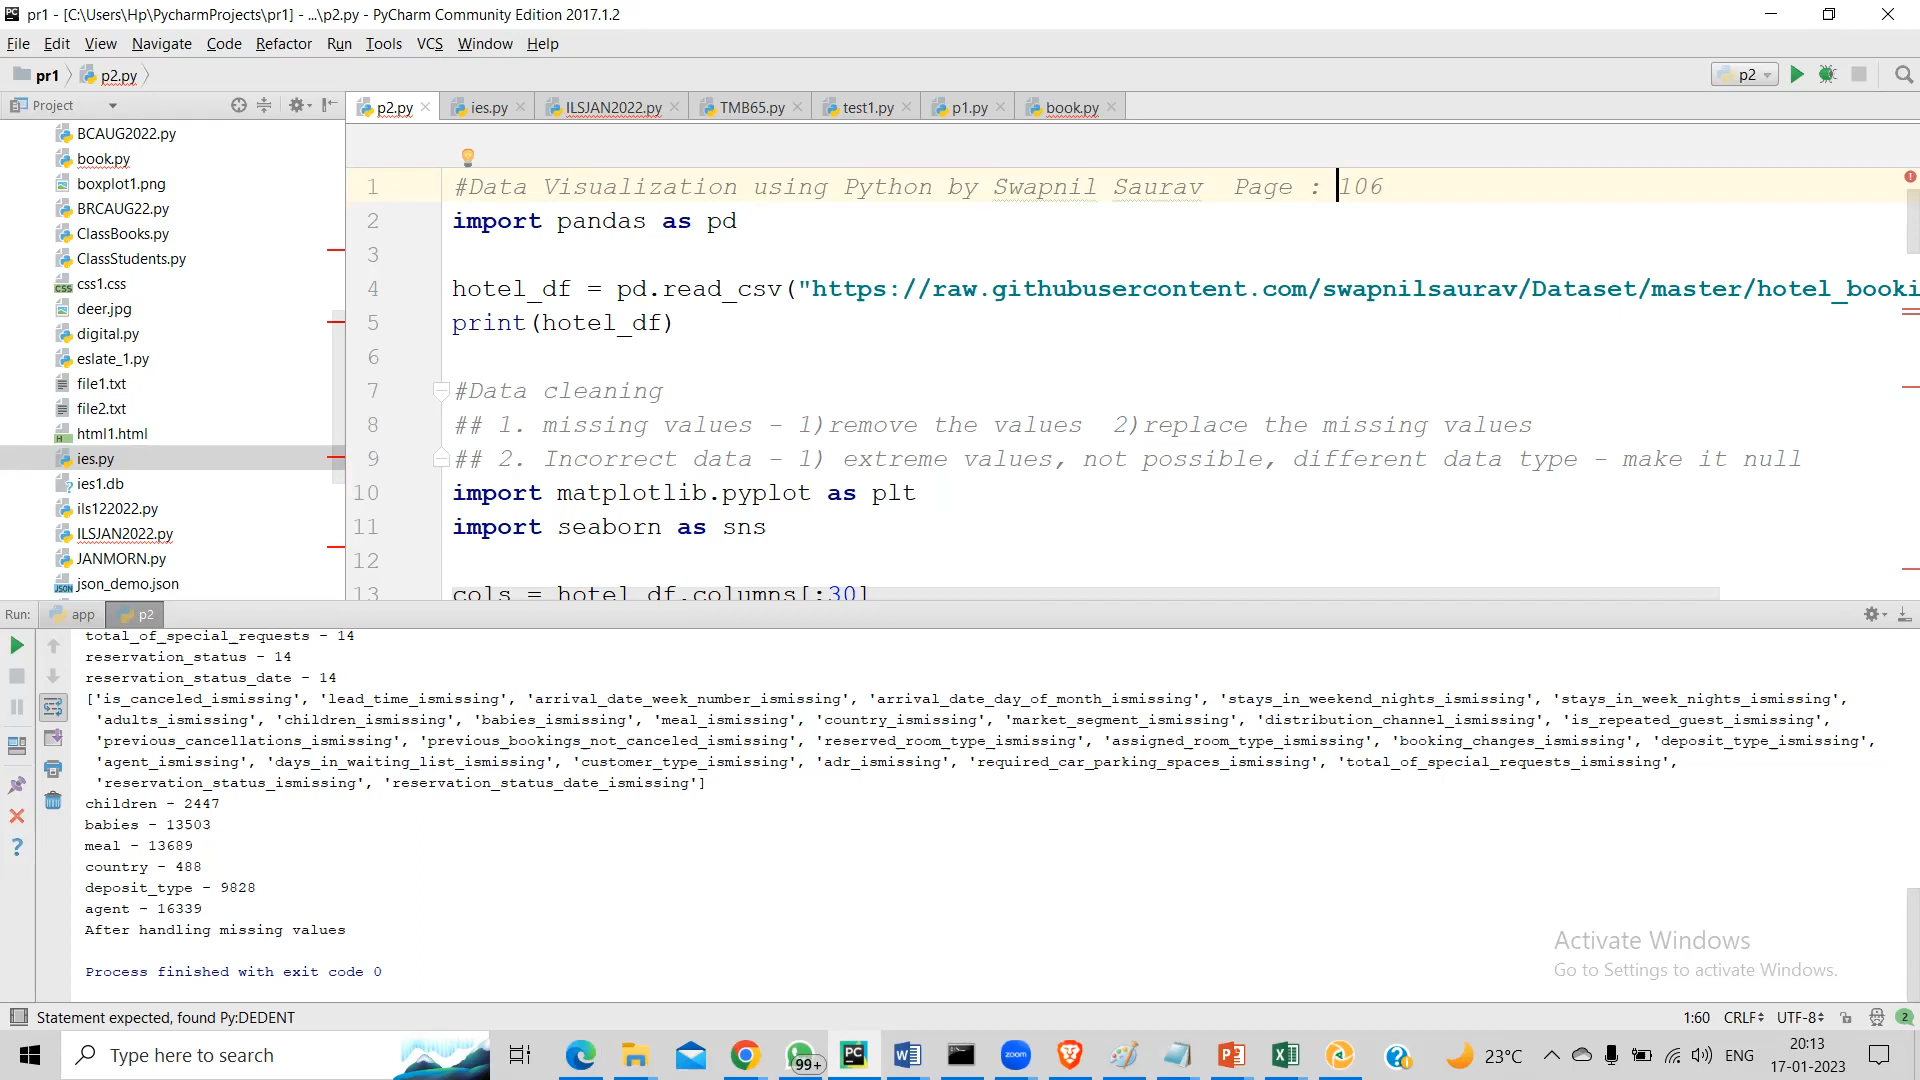 pr1 - [C:\Users\Hp\PycharmProjects\pr1] - ...\p2.py - PyCharm Community Edition 2017.1.2
File Edit View Navigate Code Refactor Run Tools VCS Window Help
pr1 p2.py p2
Project p2.py ies.py ILSJAN2022.py TMB65.py test1.py p1.py book.py
BCAUG2022.py
book.py
boxplot1.png
BRCAUG22.py
ClassBooks.py
ClassStudents.py
css1.css
deer.jpg
digital.py
eslate_1.py
file1.txt
file2.txt
html1.html
ies.py
ies1.db
ils122022.py
ILSJAN2022.py
JANMORN.py
json_demo.json
1 #Data Visualization using Python by Swapnil Saurav  Page : 106
2 import pandas as pd
3
4 hotel_df = pd.read_csv("https://raw.githubusercontent.com/swapnilsaurav/Dataset/master/hotel_booki
5 print(hotel_df)
6
7 #Data cleaning
8 ## 1. missing values - 1)remove the values  2)replace the missing values
9 ## 2. Incorrect data - 1) extreme values, not possible, different data type - make it null
10 import matplotlib.pyplot as plt
11 import seaborn as sns
12
13 cols = hotel_df.columns[:30]
Run: app p2
total_of_special_requests - 14
reservation_status - 14
reservation_status_date - 14
['is_canceled_ismissing', 'lead_time_ismissing', 'arrival_date_week_number_ismissing', 'arrival_date_day_of_month_ismissing', 'stays_in_weekend_nights_ismissing', 'stays_in_week_nights_ismissing',
'adults_ismissing', 'children_ismissing', 'babies_ismissing', 'meal_ismissing', 'country_ismissing', 'market_segment_ismissing', 'distribution_channel_ismissing', 'is_repeated_guest_ismissing',
'previous_cancellations_ismissing', 'previous_bookings_not_canceled_ismissing', 'reserved_room_type_ismissing', 'assigned_room_type_ismissing', 'booking_changes_ismissing', 'deposit_type_ismissing',
'agent_ismissing', 'days_in_waiting_list_ismissing', 'customer_type_ismissing', 'adr_ismissing', 'required_car_parking_spaces_ismissing', 'total_of_special_requests_ismissing',
'reservation_status_ismissing', 'reservation_status_date_ismissing']
children - 2447
babies - 13503
meal - 13689
country - 488
deposit_type - 9828
agent - 16339
After handling missing values
Process finished with exit code 0
Activate Windows
Go to Settings to activate Windows.
Statement expected, found Py:DEDENT 1:60 CRLF UTF-8 2
Type here to search 99+ 23°C ENG 20:13
17-01-2023